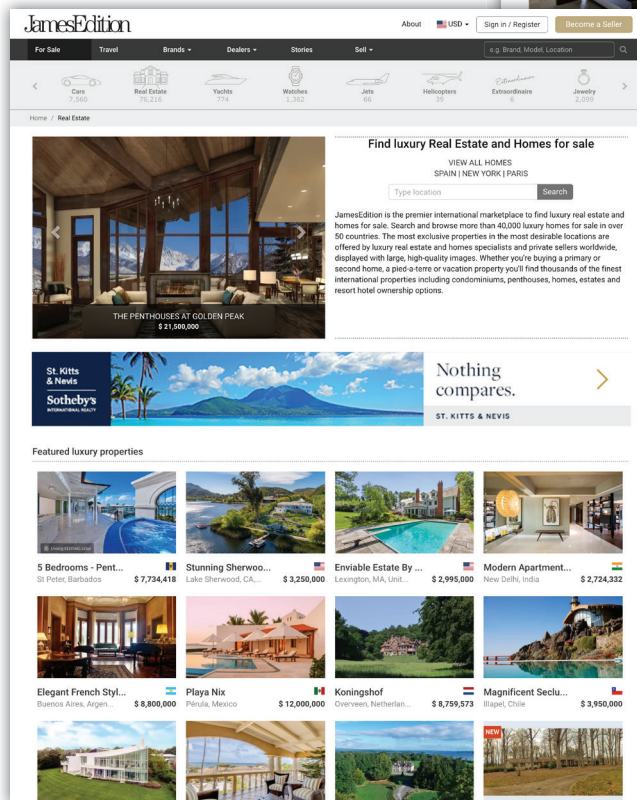 JamesEdition
About USD Sign in / Register Become a Seller
For Sale Travel Brands Dealers Stories Sell e.g. Brand, Model, Location
Cars Real Estate Yachts Watches Jets Helicopters Extraordinaire Jewelry
7,560 76,216 774 1,382 66 39 6 2,099
Home / Real Estate
THE PENTHOUSES AT GOLDEN PEAK
$ 21,500,000
Find luxury Real Estate and Homes for sale
VIEW ALL HOMES
SPAIN | NEW YORK | PARIS
Type location Search
JamesEdition is the premier international marketplace to find luxury real estate and
homes for sale. Search and browse more than 40,000 luxury homes for sale in over
50 countries. The most exclusive properties in the most desirable locations are
offered by luxury real estate and homes specialists and private sellers worldwide,
displayed with large, high-quality images. Whether you're buying a primary or
second home, a pied-a-terre or vacation property you'll find thousands of the finest
international properties including condominiums, penthouses, homes, estates and
resort hotel ownership options.
St. Kitts
& Nevis
Sotheby's
INTERNATIONAL REALTY
Nothing
compares.
ST. KITTS & NEVIS
Featured luxury properties
5 Bedrooms - Pent... Stunning Sherwoo... Enviable Estate By ... Modern Apartment...
St Peter, Barbados $ 7,734,418 Lake Sherwood, CA,... $ 3,250,000 Lexington, MA, Unit... $ 2,995,000 New Delhi, India $ 2,724,332
Elegant French Styl... Playa Nix Koningshof Magnificent Seclu...
Buenos Aires, Argen... $ 8,800,000 Pérula, Mexico $ 12,000,000 Overveen, Netherlan... $ 8,759,573 Illapel, Chile $ 3,950,000
NEW